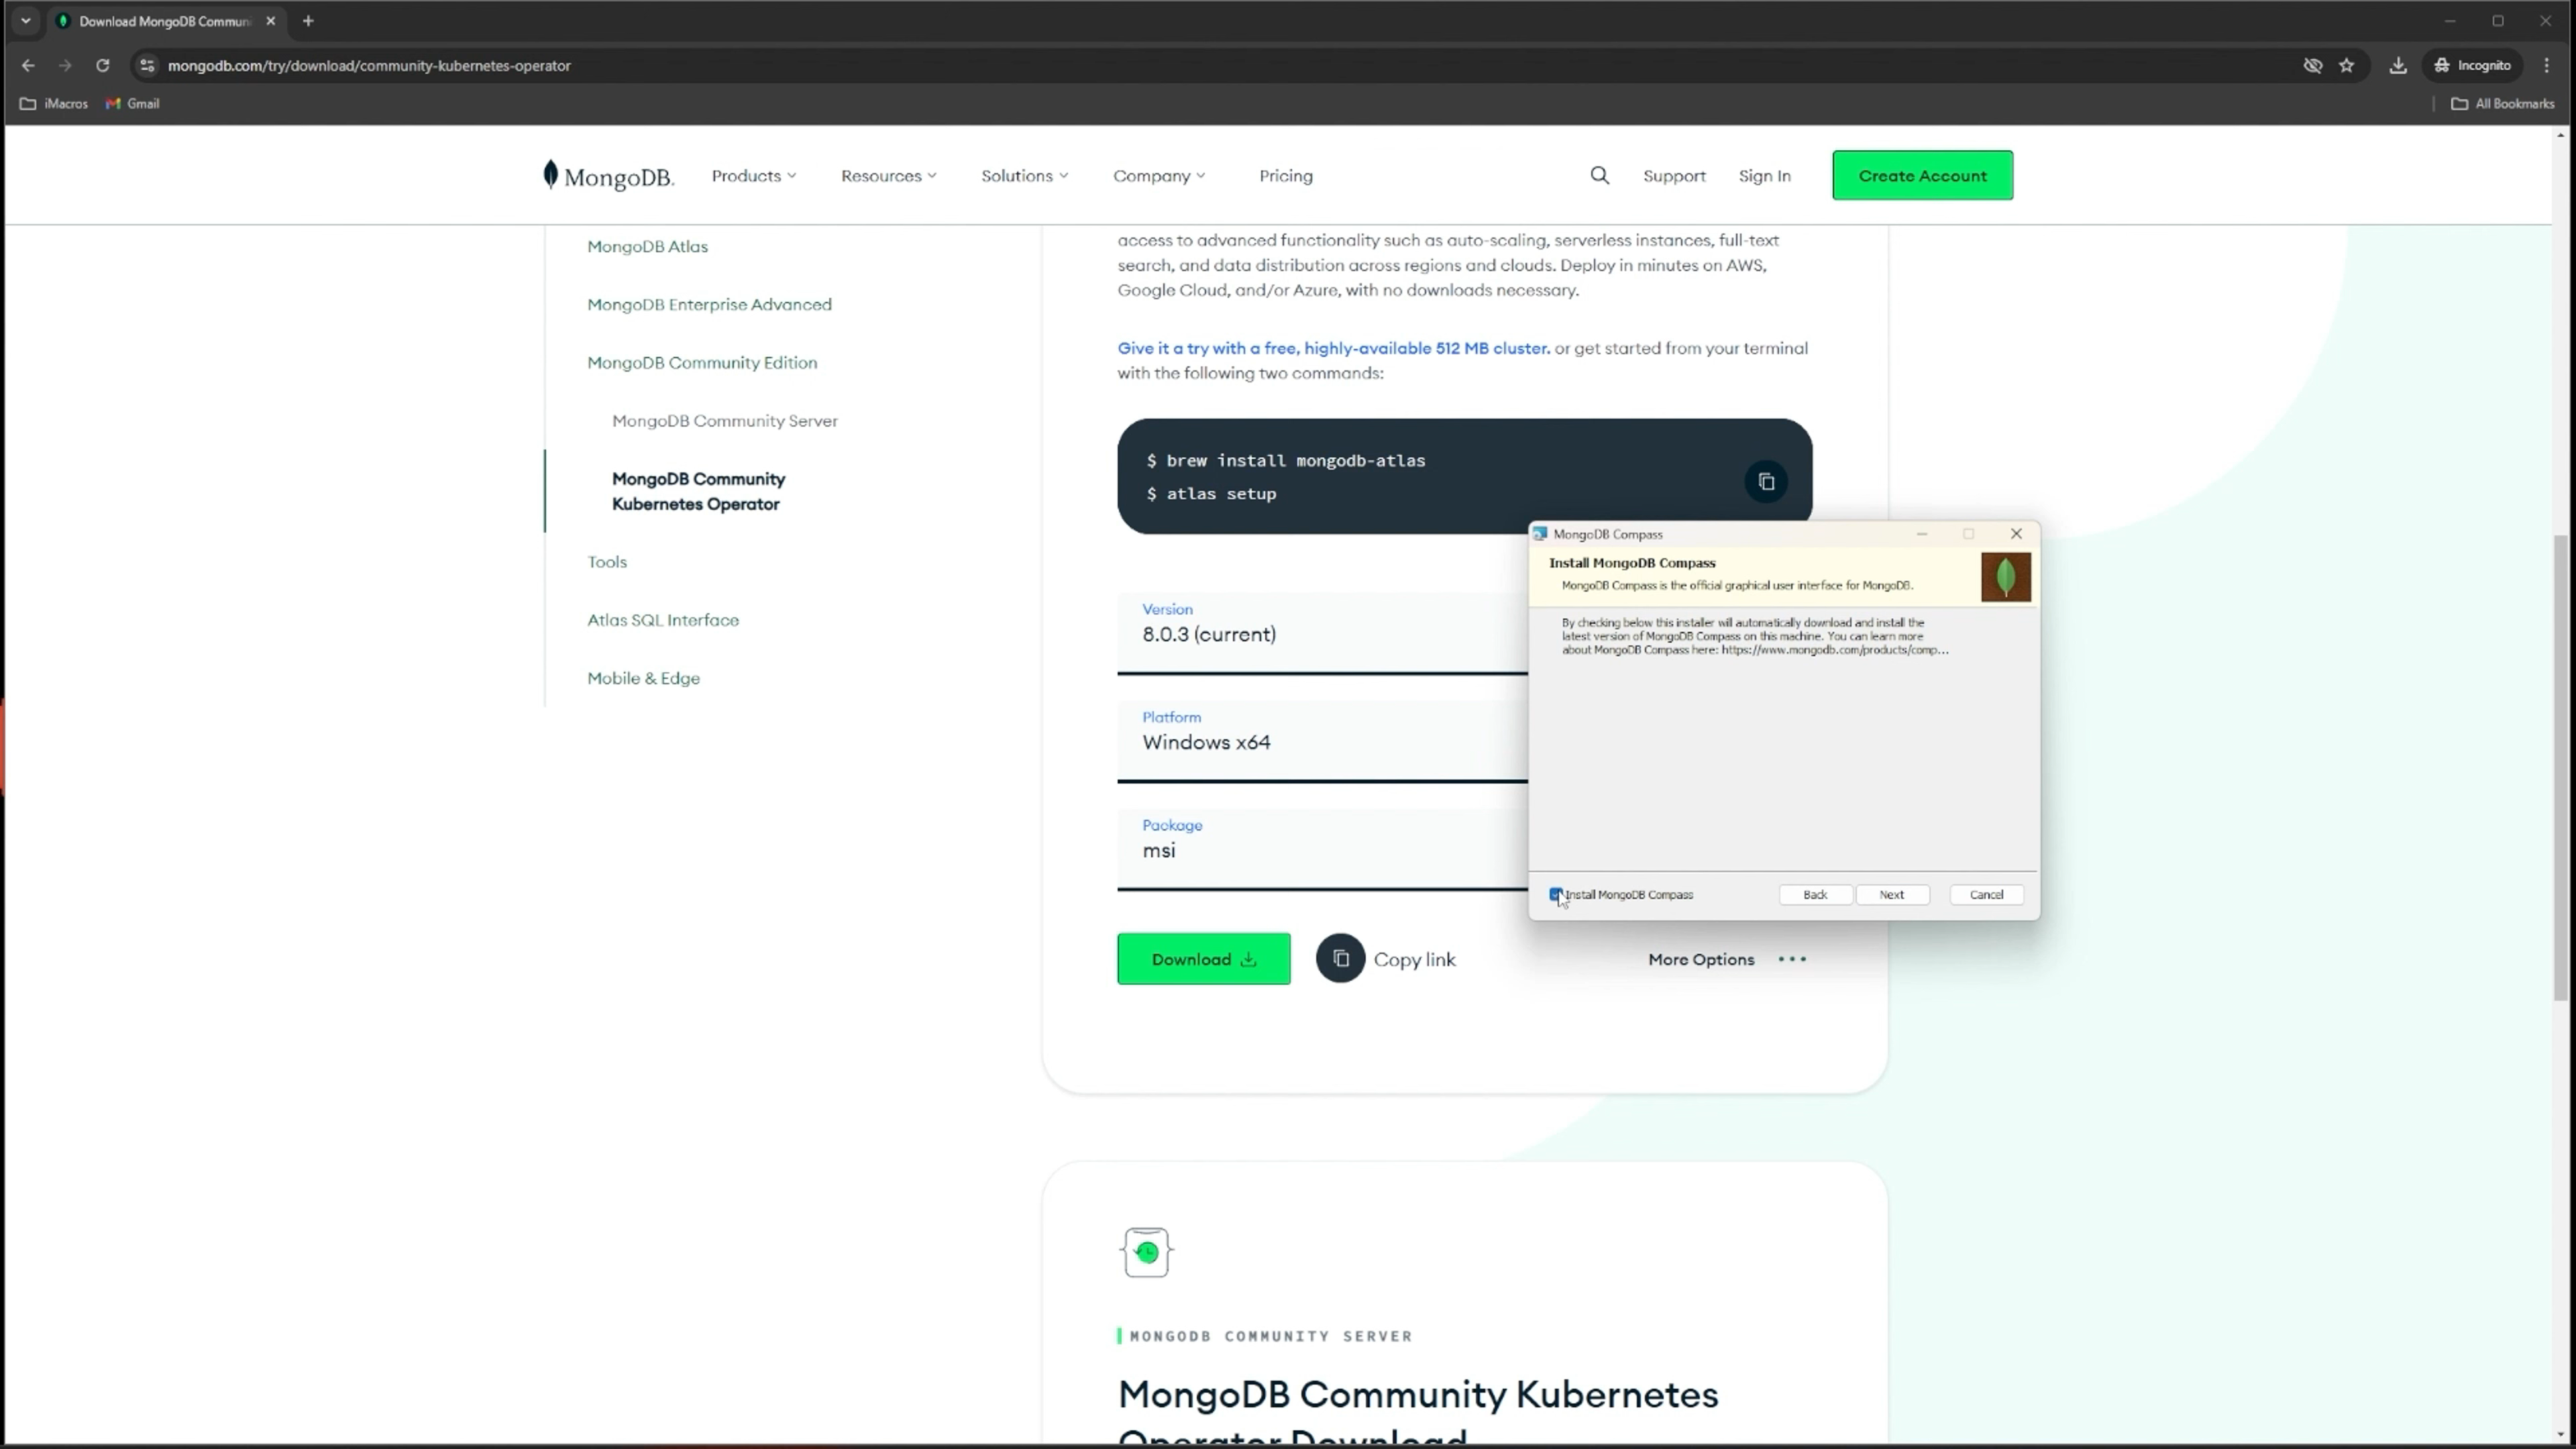 Download MongoDB Commun
mongodb.com/try/download/community-kubernetes-operator
Incognito
iMacros
Gmail
All Bookmarks
MongoDB.
Products
Resources
Solutions
Company
Pricing
Support
Sign In
Create Account
MongoDB Atlas
MongoDB Enterprise Advanced
MongoDB Community Edition
MongoDB Community Server
MongoDB Community
Kubernetes Operator
Tools
Atlas SQL Interface
Mobile & Edge
access to advanced functionality such as auto-scaling, serverless instances, full-text
search, and data distribution across regions and clouds. Deploy in minutes on AWS,
Google Cloud, and/or Azure, with no downloads necessary.
Give it a try with a free, highly-available 512 MB cluster. or get started from your terminal
with the following two commands:
$ brew install mongodb-atlas
$ atlas setup
Version
8.0.3 (current)
Platform
Windows x64
Package
msi
Download
Copy link
More Options
MongoDB Compass
Install MongoDB Compass
MongoDB Compass is the official graphical user interface for MongoDB.
By checking below this installer will automatically download and install the
latest version of MongoDB Compass on this machine. You can learn more
about MongoDB Compass here: https://www.mongodb.com/products/comp...
Install MongoDB Compass
Back
Next
Cancel
MONGODB COMMUNITY SERVER
MongoDB Community Kubernetes
Operator Download